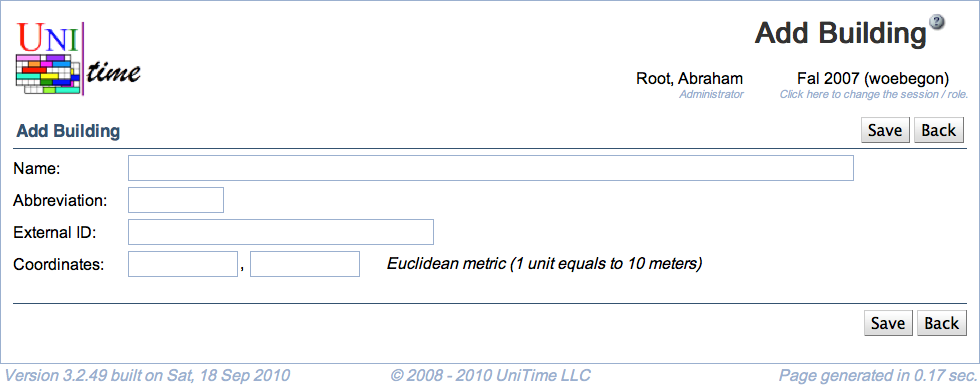 UNI
time
Add Building ?
Root, Abraham
Administrator
Fal 2007 (woebegon)
Click here to change the session / role.
Add Building
Save Back
Name:
Abbreviation:
External ID:
Coordinates: , Euclidean metric (1 unit equals to 10 meters)
Save Back
Version 3.2.49 built on Sat, 18 Sep 2010 © 2008 - 2010 UniTime LLC Page generated in 0.17 sec.